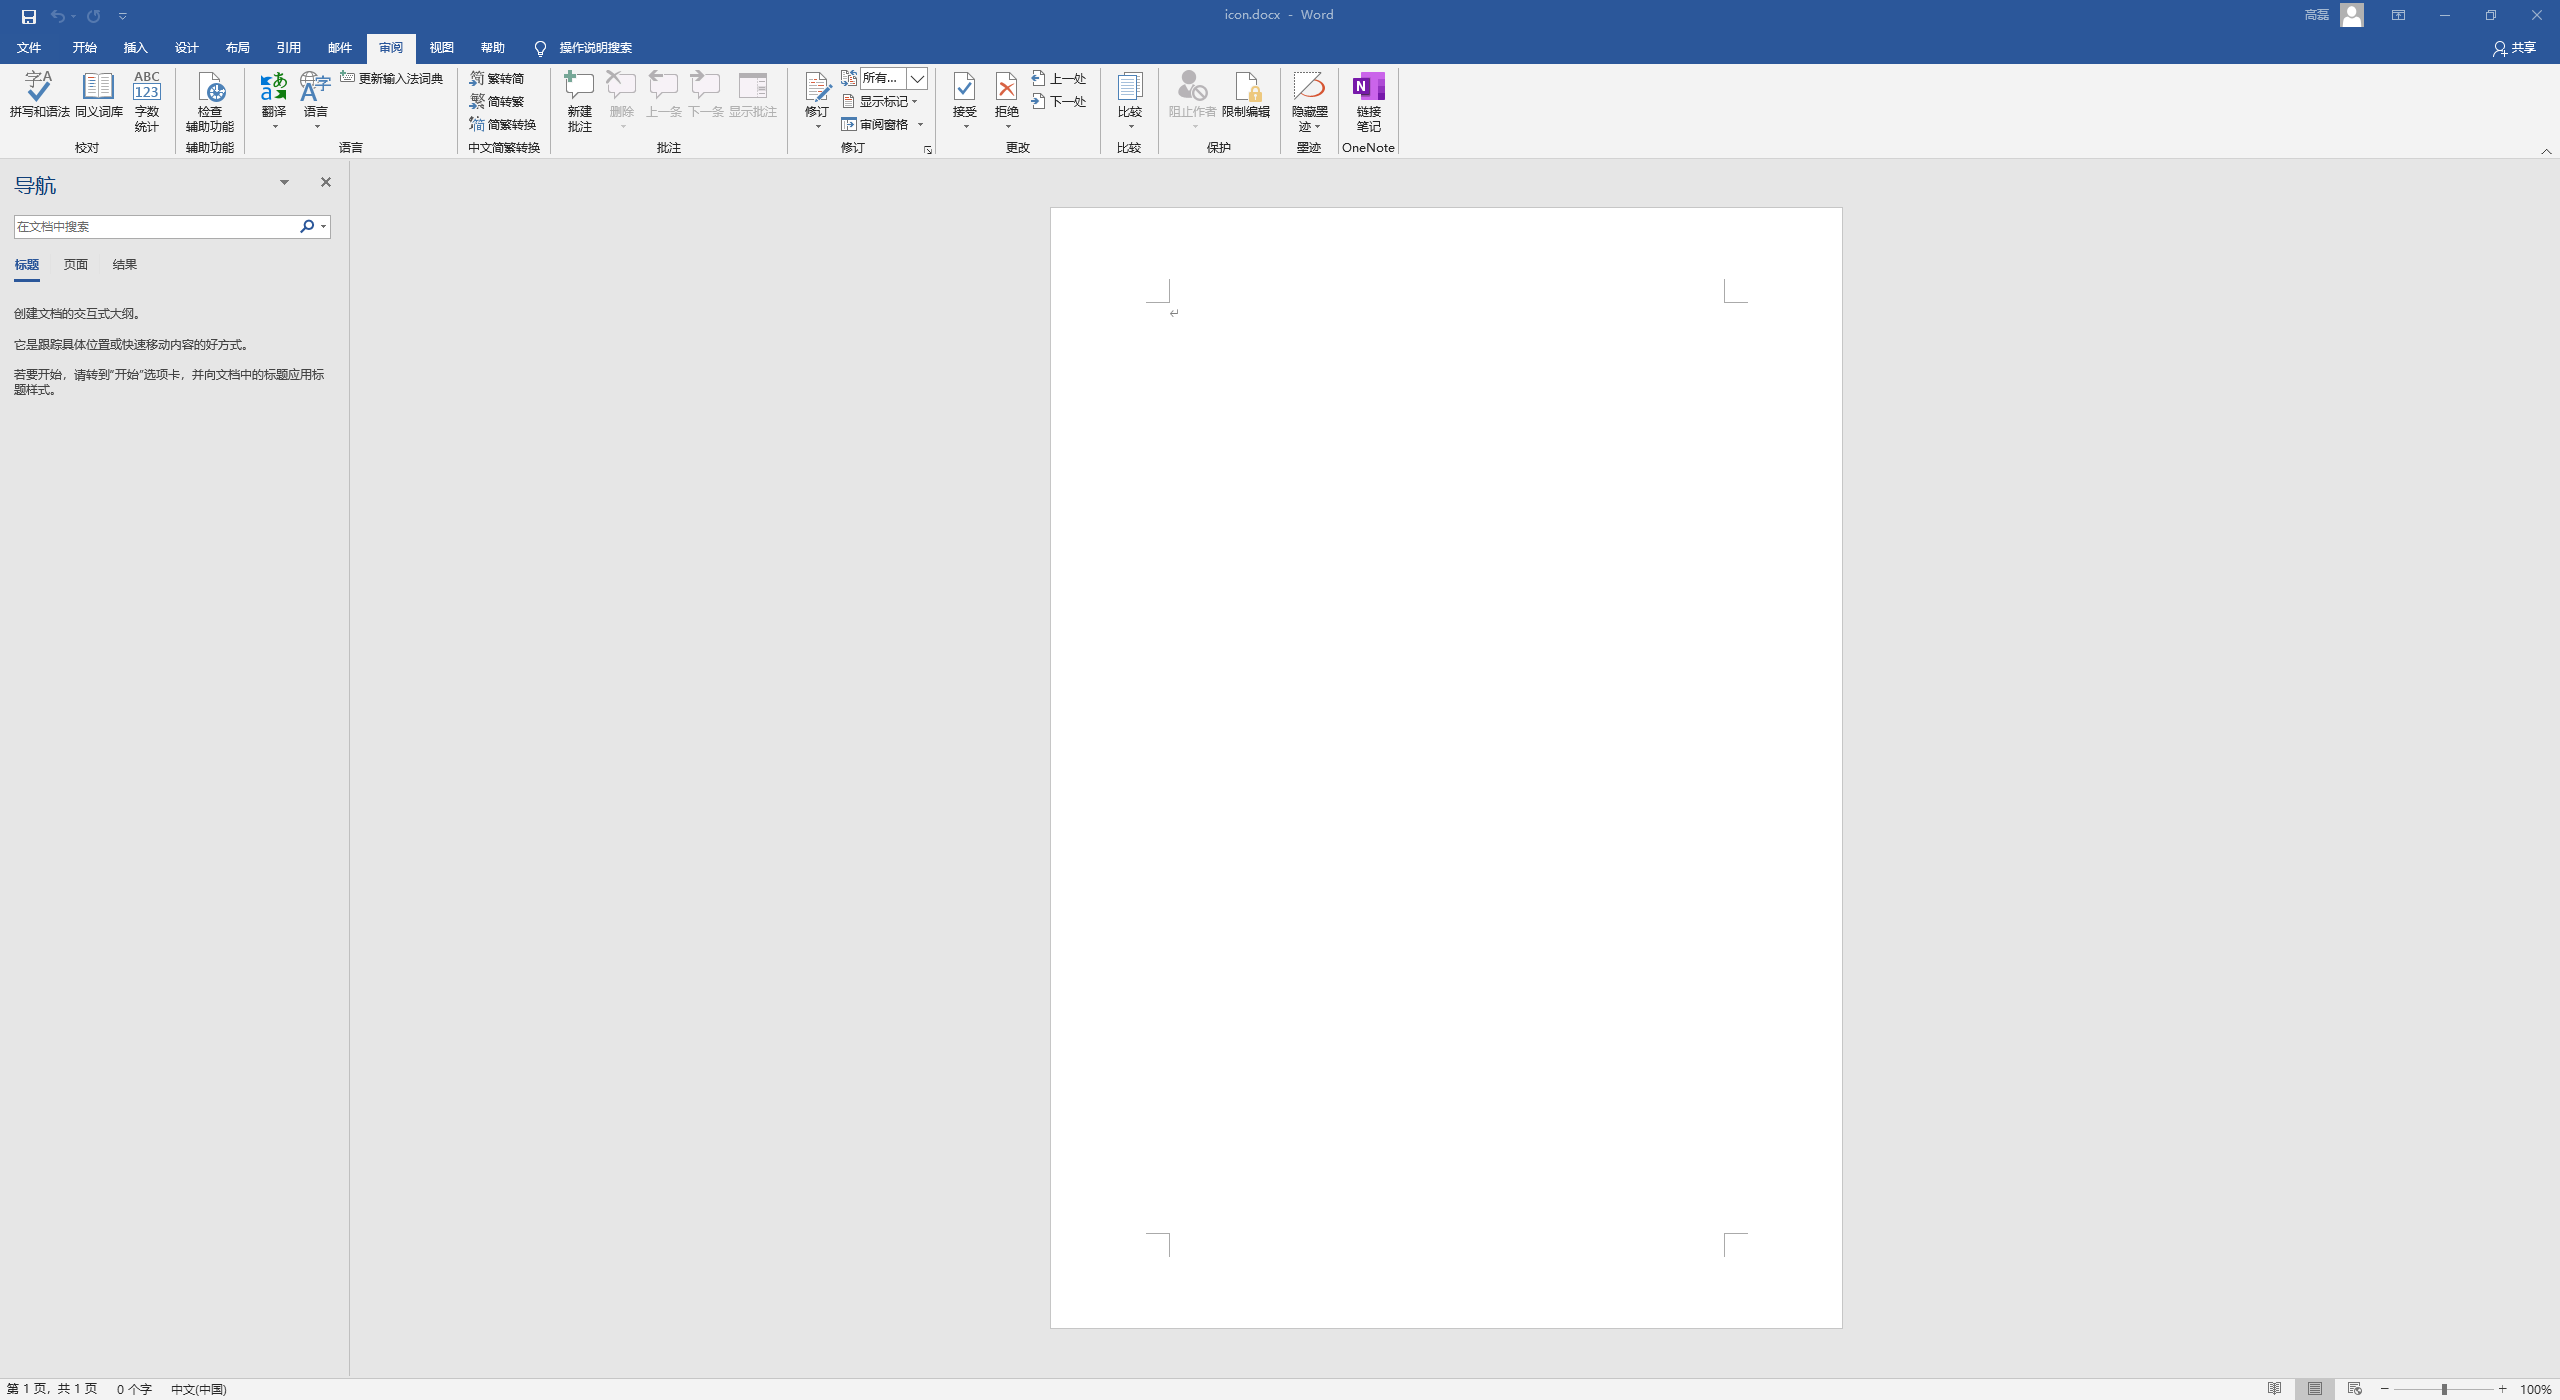 icon.docx - Word
高磊
文件 开始 插入 设计 布局 引用 邮件 审阅 视图 帮助 操作说明搜索 共享
字A
拼写和语法
同义词库
ABC
123
字数
统计
校对
检查
辅助功能
辅助功能
あ
a
翻译
字
A
语言
更新输入法词典
语言
简 繁转简
繁 简转繁
简 简繁转换
中文简繁转换
新建
批注
删除
上一条
下一条
显示批注
批注
修订
所有...
显示标记
审阅窗格
修订
接受
拒绝
上一处
下一处
更改
比较
比较
阻止作者
限制编辑
保护
隐藏墨
迹
墨迹
N
链接
笔记
OneNote
导航
在文档中搜索
标题 页面 结果
创建文档的交互式大纲。
它是跟踪具体位置或快速移动内容的好方式。
若要开始，请转到"开始"选项卡，并向文档中的标题应用标
题样式。
第 1 页，共 1 页 0 个字 中文(中国) 100%